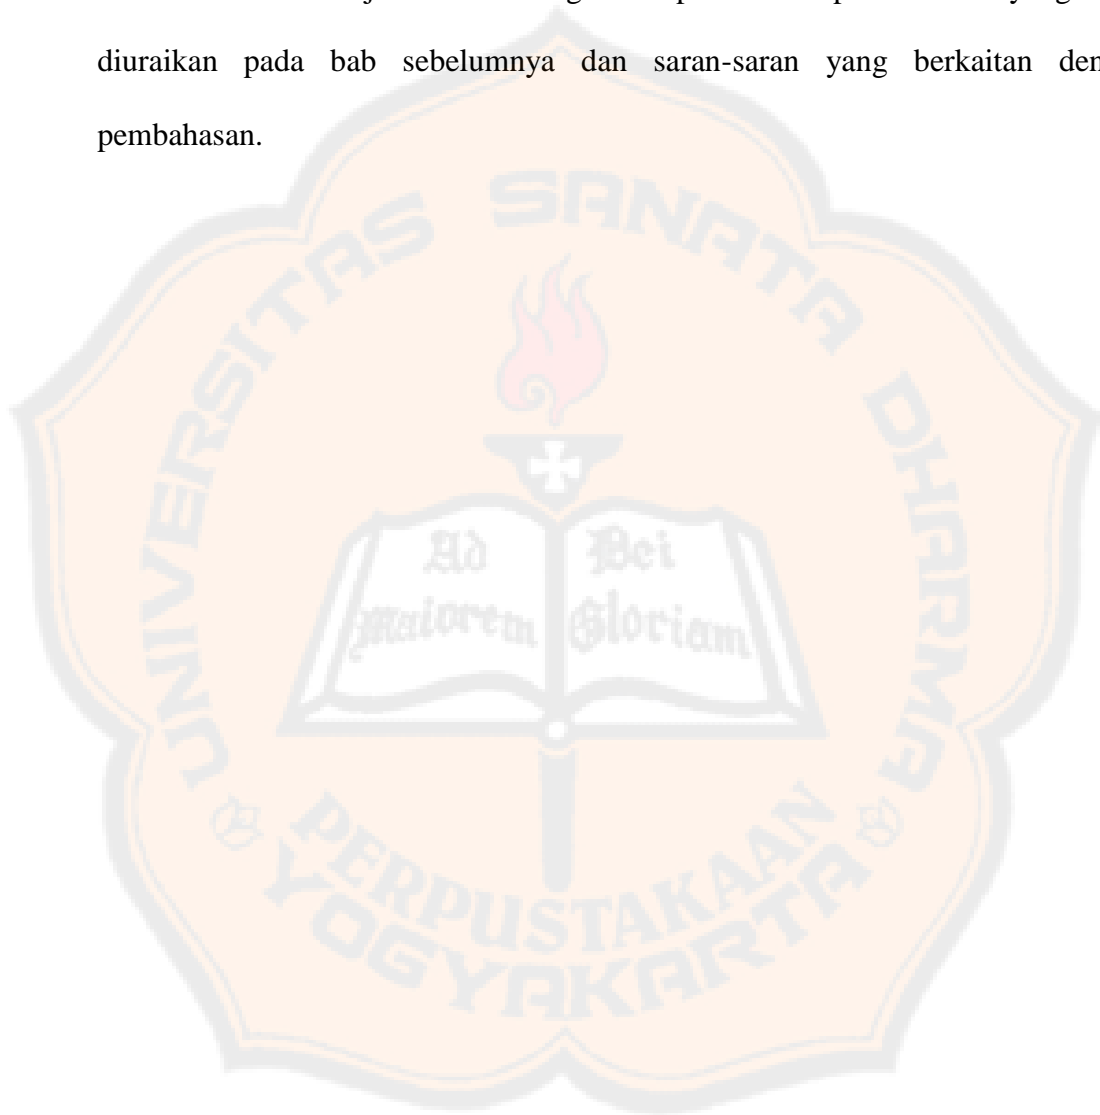 diuraikan pada bab sebelumnya dan saran-saran yang berkaitan den
pembahasan.
UNIVERSITAS SANATA DHARMA
Ad
Dei
Maiorem
Gloriam
PERPUSTAKAAN
YOGYAKARTA